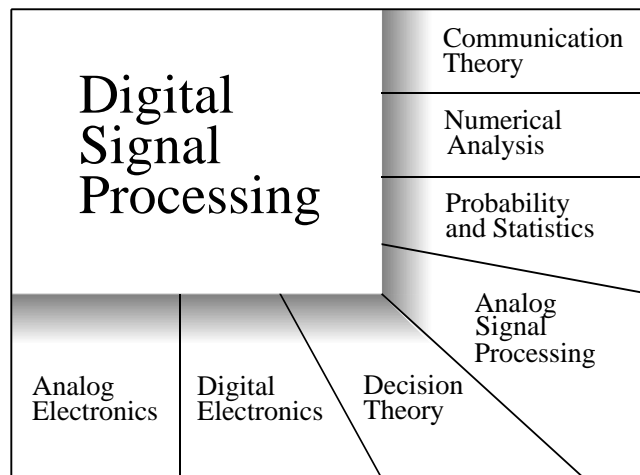 Digital
Signal
Processing
Communication
Theory
Numerical
Analysis
Probability
and Statistics
Analog
Signal
Processing
Decision
Theory
Digital
Electronics
Analog
Electronics